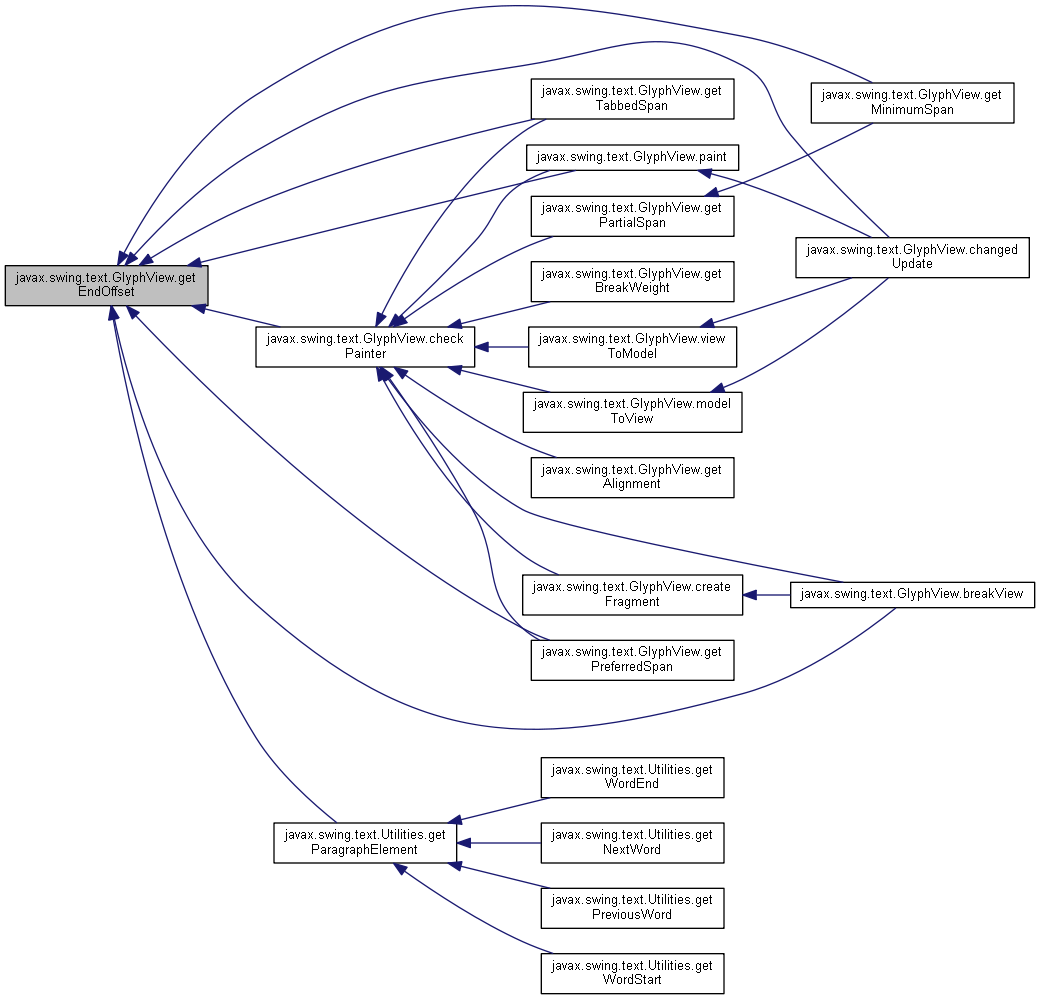 javax.swing.text.GlyphView.get
EndOffset
javax.swing.text.GlyphView.check
Painter
javax.swing.text.Utilities.get
ParagraphElement
javax.swing.text.GlyphView.get
TabbedSpan
javax.swing.text.GlyphView.paint
javax.swing.text.GlyphView.get
PartialSpan
javax.swing.text.GlyphView.get
BreakWeight
javax.swing.text.GlyphView.view
ToModel
javax.swing.text.GlyphView.model
ToView
javax.swing.text.GlyphView.get
Alignment
javax.swing.text.GlyphView.create
Fragment
javax.swing.text.GlyphView.get
PreferredSpan
javax.swing.text.Utilities.get
WordEnd
javax.swing.text.Utilities.get
NextWord
javax.swing.text.Utilities.get
PreviousWord
javax.swing.text.Utilities.get
WordStart
javax.swing.text.GlyphView.get
MinimumSpan
javax.swing.text.GlyphView.changed
Update
javax.swing.text.GlyphView.breakView